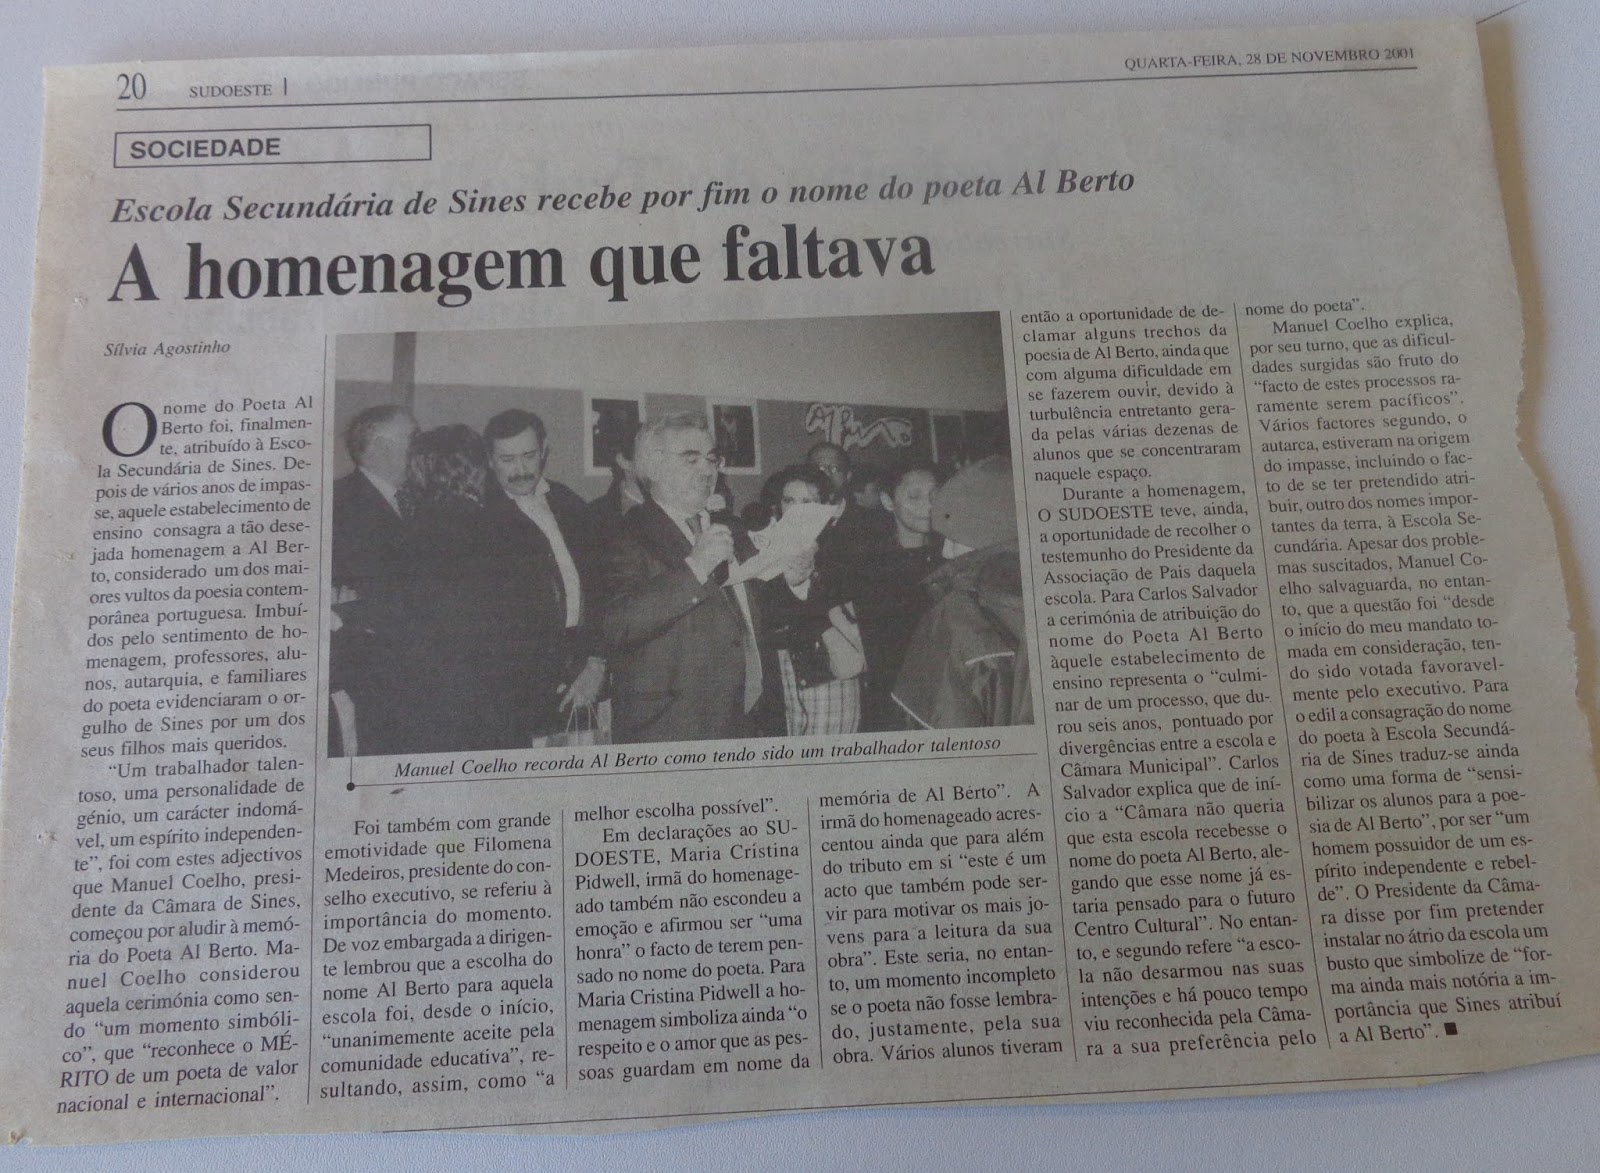 20 SUDOESTE |
QUARTA-FEIRA, 28 DE NOVEMBRO 2001
SOCIEDADE
Escola Secundária de Sines recebe por fim o nome do poeta Al Berto
A homenagem que faltava
Sílvia Agostinho
O nome do Poeta Al
Berto foi, finalmen-
te, atribuído à Esco-
la Secundária de Sines. De-
pois de vários anos de impas-
se, aquele estabelecimento de
ensino consagra a tão dese-
jada homenagem a Al Ber-
to, considerado um dos mai-
ores vultos da poesia contem-
porânea portuguesa. Imbuí-
dos pelo sentimento de ho-
menagem, professores, alu-
nos, autarquia, e familiares
do poeta evidenciaram o or-
gulho de Sines por um dos
seus filhos mais queridos.
“Um trabalhador talen-
toso, uma personalidade de
génio, um carácter indomá-
vel, um espírito independen-
te”, foi com estes adjectivos
que Manuel Coelho, presi-
dente da Câmara de Sines,
começou por aludir à memó-
ria do Poeta Al Berto. Ma-
nuel Coelho considerou
aquela cerimónia como sen-
do “um momento simbóli-
co”, que “reconhece o MÉ-
RITO de um poeta de valor
nacional e internacional”.
Al Berto
Manuel Coelho recorda Al Berto como tendo sido um trabalhador talentoso
Foi também com grande
emotividade que Filomena
Medeiros, presidente do con-
selho executivo, se referiu à
importância do momento.
De voz embargada a dirigen-
te lembrou que a escolha do
nome Al Berto para aquela
escola foi, desde o início,
“unanimemente aceite pela
comunidade educativa”, re-
sultando, assim, como “a
melhor escolha possível”.
Em declarações ao SU-
DOESTE, Maria Cristina
Pidwell, irmã do homenage-
ado também não escondeu a
emoção e afirmou ser “uma
honra” o facto de terem pen-
sado no nome do poeta. Para
Maria Cristina Pidwell a ho-
menagem simboliza ainda “o
respeito e o amor que as pes-
soas guardam em nome da
memória de Al Berto”. A
irmã do homenageado acres-
centou ainda que para além
do tributo em si “este é um
acto que também pode ser-
vir para motivar os mais jo-
vens para a leitura da sua
obra”. Este seria, no entan-
to, um momento incompleto
se o poeta não fosse lembra-
do, justamente, pela sua
obra. Vários alunos tiveram
então a oportunidade de de-
clamar alguns trechos da
poesia de Al Berto, ainda que
com alguma dificuldade em
se fazerem ouvir, devido à
turbulência entretanto gera-
da pelas várias dezenas de
alunos que se concentraram
naquele espaço.
Durante a homenagem,
O SUDOESTE teve, ainda,
a oportunidade de recolher o
testemunho do Presidente da
Associação de Pais daquela
escola. Para Carlos Salvador
a cerimónia de atribuição do
nome do Poeta Al Berto
àquele estabelecimento de
ensino representa o “culmi-
nar de um processo, que du-
rou seis anos, pontuado por
divergências entre a escola e
Câmara Municipal”. Carlos
Salvador explica que de iní-
cio a “Câmara não queria
que esta escola recebesse o
nome do poeta Al Berto, ale-
gando que esse nome já es-
taria pensado para o futuro
Centro Cultural”. No entan-
to, e segundo refere “a esco-
la não desarmou nas suas
intenções e há pouco tempo
viu reconhecida pela Câma-
ra a sua preferência pelo
nome do poeta”.
Manuel Coelho explica,
por seu turno, que as dificul-
dades surgidas são fruto do
“facto de estes processos ra-
ramente serem pacíficos”.
Vários factores segundo, o
autarca, estiveram na origem
do impasse, incluindo o fac-
to de se ter pretendido atri-
buir, outro dos nomes impor-
tantes da terra, à Escola Se-
cundária. Apesar dos proble-
mas suscitados, Manuel Co-
elho salvaguarda, no entan-
to, que a questão foi “desde
o início do meu mandato to-
mada em consideração, ten-
do sido votada favoravel-
mente pelo executivo. Para
o edil a consagração do nome
do poeta à Escola Secundá-
ria de Sines traduz-se ainda
como uma forma de “sensi-
bilizar os alunos para a poe-
sia de Al Berto”, por ser “um
homem possuidor de um es-
pírito independente e rebel-
de”. O Presidente da Câma-
ra disse por fim pretender
instalar no átrio da escola um
busto que simbolize de “for-
ma ainda mais notória a im-
portância que Sines atribuí
a Al Berto”. ■